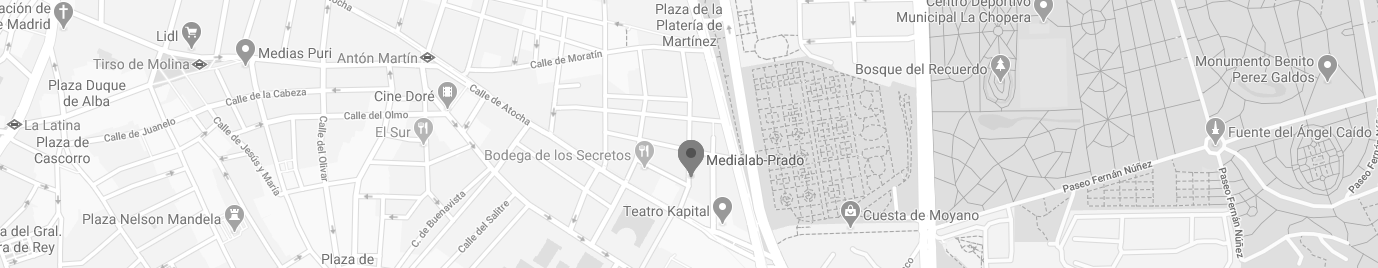 ación de
e Madrid
Lidl
Tirso de Molina
Medias Puri
Antón Martín
Atocha
Plaza de la
Platería de
Martínez
Centro Deportivo
Municipal La Chopera
Bosque del Recuerdo
Monumento Benito
Perez Galdos
Plaza Duque
de Alba
Calle de la Cabeza
Calle de Moratín
Cine Doré
Calle de Atocha
Calle del Olmo
El Sur
La Latina
Plaza de
Cascorro
Calle de Juanelo
Calle de Jesús y María
Calle del Olivar
Bodega de los Secretos
Medialab-Prado
Fuente del Ángel Caído
Paseo Fernán Núñez
Paseo Fernán
Paseo Fernán Núñez
Plaza Nelson Mandela
C. de Buenavista
Calle del Salitre
Teatro Kapital
Cuesta de Moyano
a del Gral.
ra de Rey
Plaza de